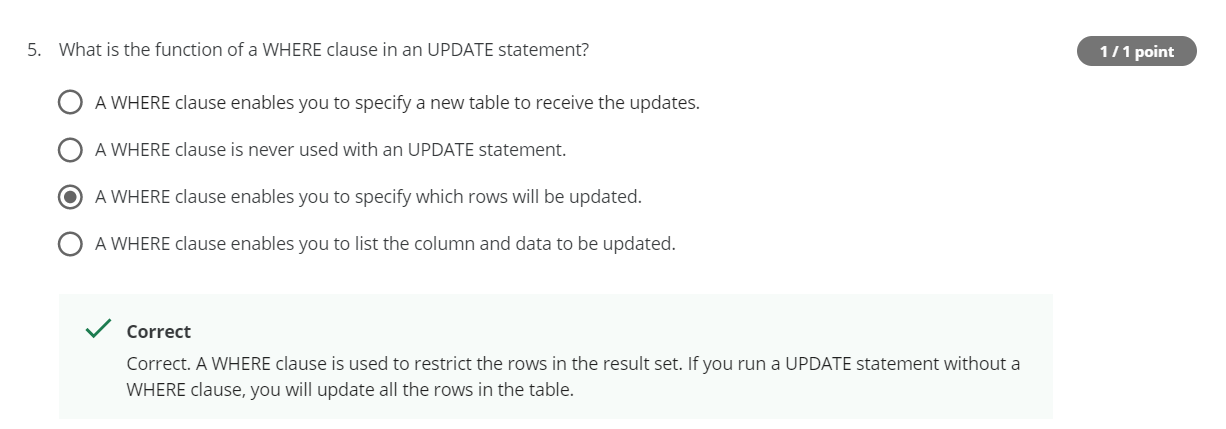 5. What is the function of a WHERE clause in an UPDATE statement?
1 / 1 point
A WHERE clause enables you to specify a new table to receive the updates.
A WHERE clause is never used with an UPDATE statement.
A WHERE clause enables you to specify which rows will be updated.
A WHERE clause enables you to list the column and data to be updated.
Correct
Correct. A WHERE clause is used to restrict the rows in the result set. If you run a UPDATE statement without a
WHERE clause, you will update all the rows in the table.